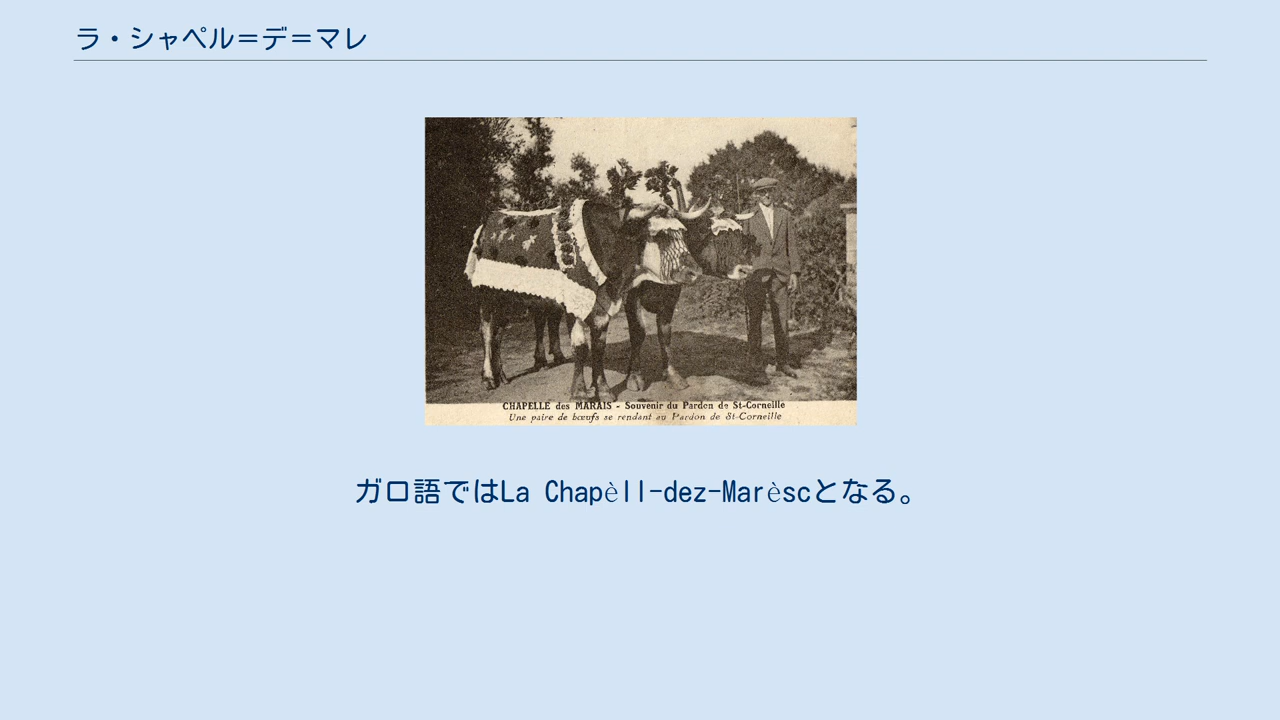 ラ・シャペル＝デ＝マレ
CHAPELLE des MARAIS - Souvenir du Pardon de St-Corneille
Une paire de bœufs se rendant au Pardon de St-Corneille
ガロ語ではLa Chapèll-dez-Marèscとなる。